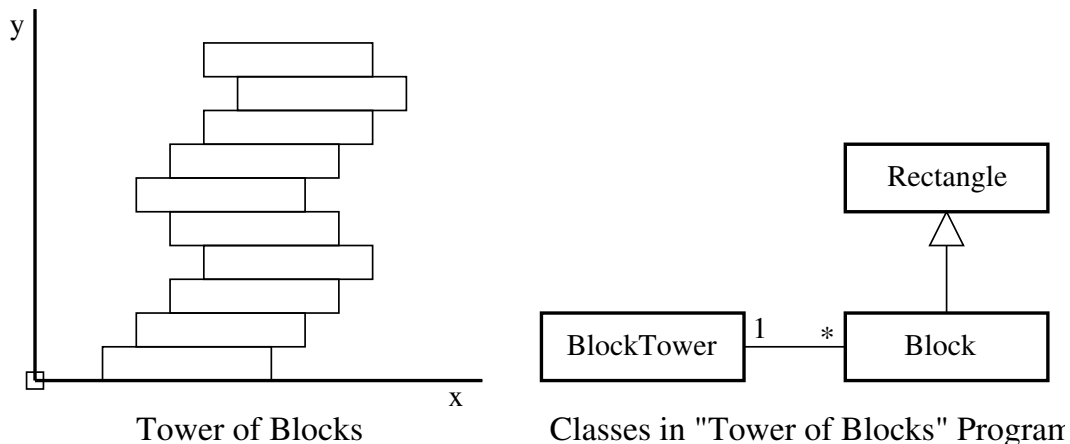 y
x
Tower of Blocks
Rectangle
BlockTower
1
*
Block
Classes in "Tower of Blocks" Program